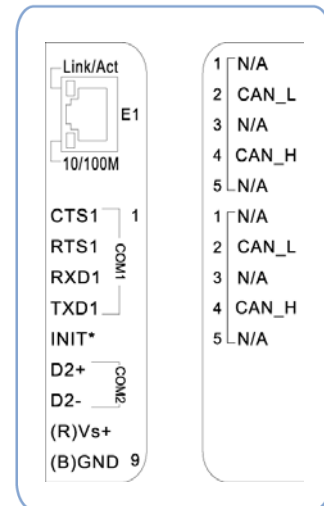 Link/Act
E1
10/100M
CTS1 1
RTS1
RXD1
TXD1
COM1
INIT*
D2+
D2-
COM2
(R)Vs+
(B)GND 9
1 N/A
2 CAN_L
3 N/A
4 CAN_H
5 N/A
1 N/A
2 CAN_L
3 N/A
4 CAN_H
5 N/A